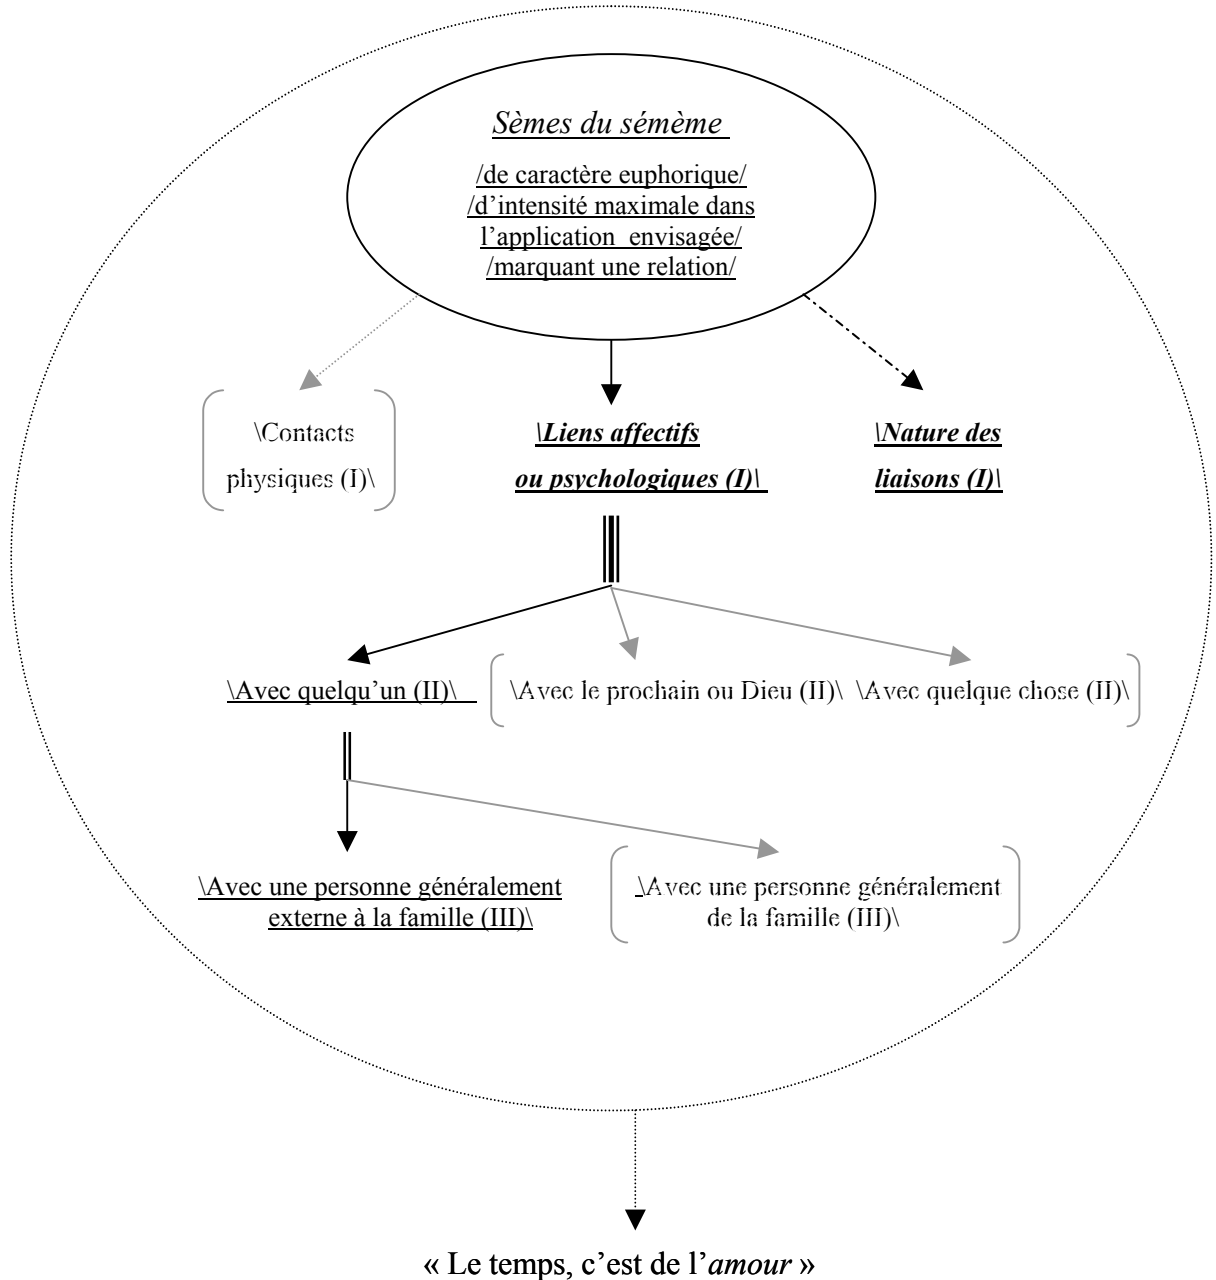 Sèmes du sémème
/de caractère euphorique/
/d’intensité maximale dans
l’application envisagée/
/marquant une relation/
\Contacts
physiques (I)\
\Liens affectifs
ou psychologiques (I)\
\Nature des
liaisons (I)\
\Avec quelqu’un (II)\
\Avec le prochain ou Dieu (II)\
\Avec quelque chose (II)\
\Avec une personne généralement
externe à la famille (III)\
\Avec une personne généralement
de la famille (III)\
« Le temps, c’est de l’amour »